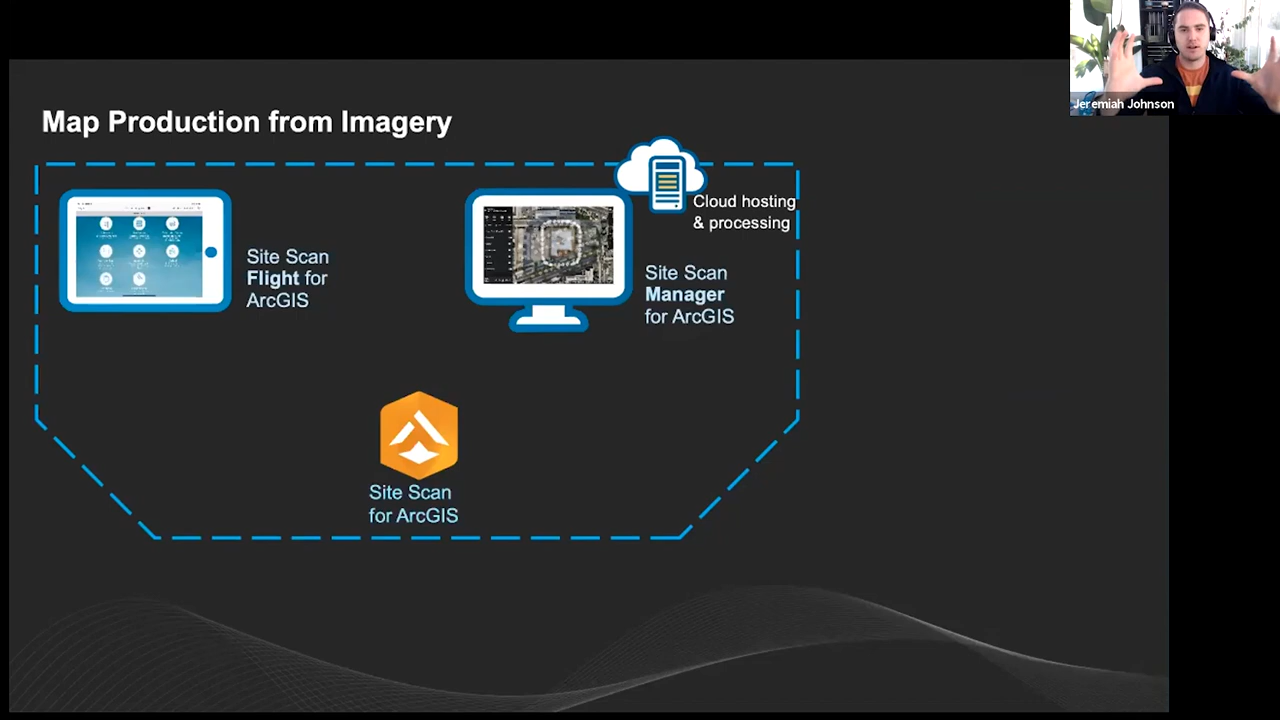 Jeremiah Johnson
Map Production from Imagery
Cloud hosting
& processing
Site Scan
Flight for
ArcGIS
Site Scan
Manager
for ArcGIS
Site Scan
for ArcGIS